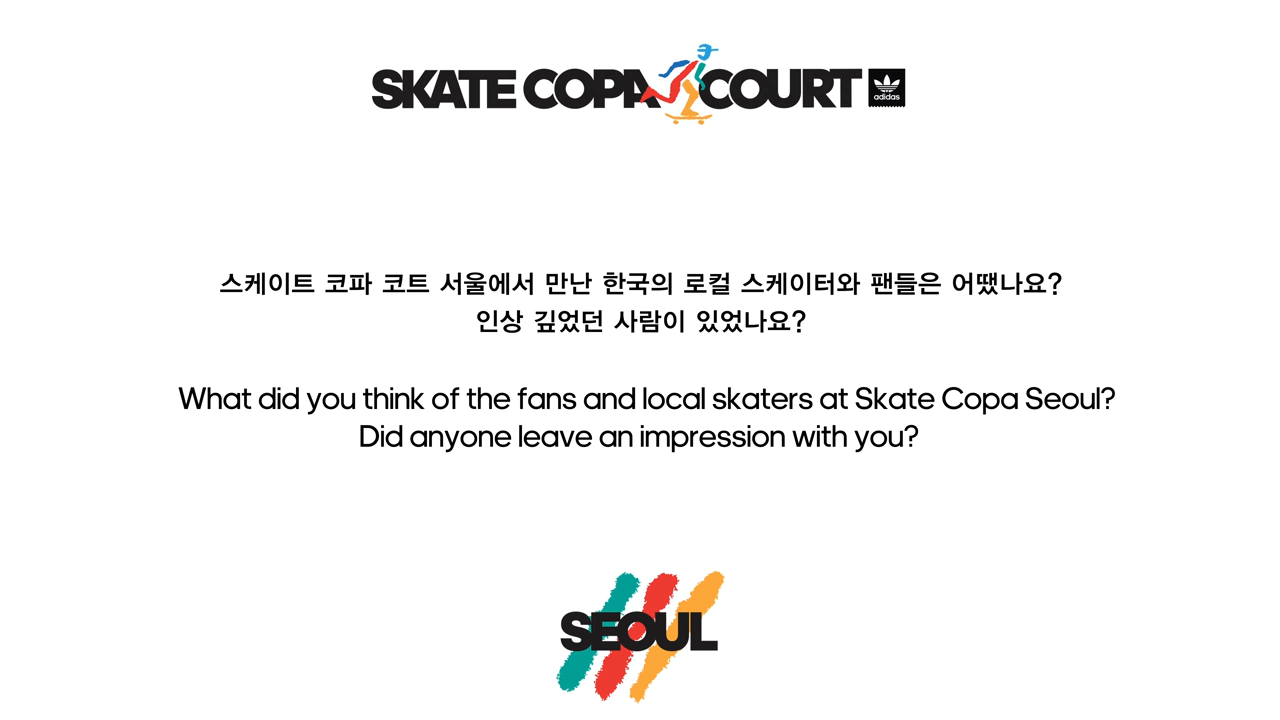 SKATE COPA COURT adidas
스케이트 코파 코트 서울에서 만난 한국의 로컬 스케이터와 팬들은 어땠나요?
인상 깊었던 사람이 있었나요?
What did you think of the fans and local skaters at Skate Copa Seoul?
Did anyone leave an impression with you?
SEOUL